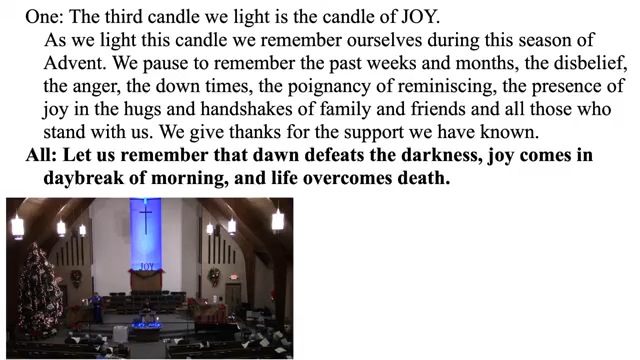 One: The third candle we light is the candle of JOY.
As we light this candle we remember ourselves during this season of
Advent. We pause to remember the past weeks and months, the disbelief,
the anger, the down times, the poignancy of reminiscing, the presence of
joy in the hugs and handshakes of family and friends and all those who
stand with us. We give thanks for the support we have known.
All: Let us remember that dawn defeats the darkness, joy comes in
daybreak of morning, and life overcomes death.
JOY